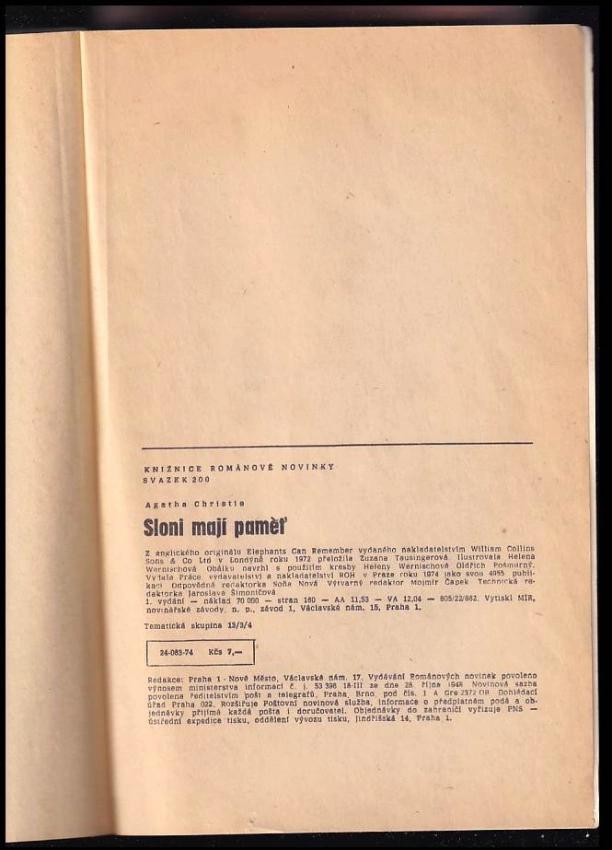 KNIŽNICE ROMÁNOVÉ NOVINKY
SVAZEK 200
Agatha Christie
Sloni mají paměť
Z anglického originálu Elephants Can Remember vydaného nakladatelstvím William Collins
Sons & Co Ltd v Londýně roku 1972 přeložila Zuzana Tausingerová. Ilustrovala Helena
Wernischová Obálku navrhl s použitím kresby Heleny Wernischové Oldřich Pošmurný.
Vydala Práce, vydavatelství a nakladatelství ROH v Praze roku 1974 jako svou 4055 publi-
kaci Odpovědná redaktorka Soňa Nová Výtvarný redaktor Mojmír Čapek Technická re-
daktorka Jaroslava Šimoníčová
1. vydání — náklad 70 000 — stran 160 — AA 11,53 — VA 12,04 — 605/22/862. Vytiskl MÍR,
novinářské závody, n. p., závod 1, Václavské nám. 15, Praha 1.
Tematická skupina 13/3/4
24-063-74 Kčs 7,—
Redakce: Praha 1 - Nové Město, Václavské nám. 17. Vydávání Románových novinek povoleno
výnosem ministerstva informací č. j. 53 398 18-III ze dne 28. října 1948 Novinová sazba
povolena ředitelstvím pošt a telegrafů, Praha, Brno, pod čís. 1 A Gre 2372 OB Dohlédací
úřad Praha 022. Rozšiřuje Poštovní novinová služba, informace o předplatném podá a ob-
jednávky přijímá každá pošta i doručovatel. Objednávky do zahraničí vyřizuje PNS —
ústřední expedice tisku, oddělení vývozu tisku, Jindřišská 14, Praha 1.